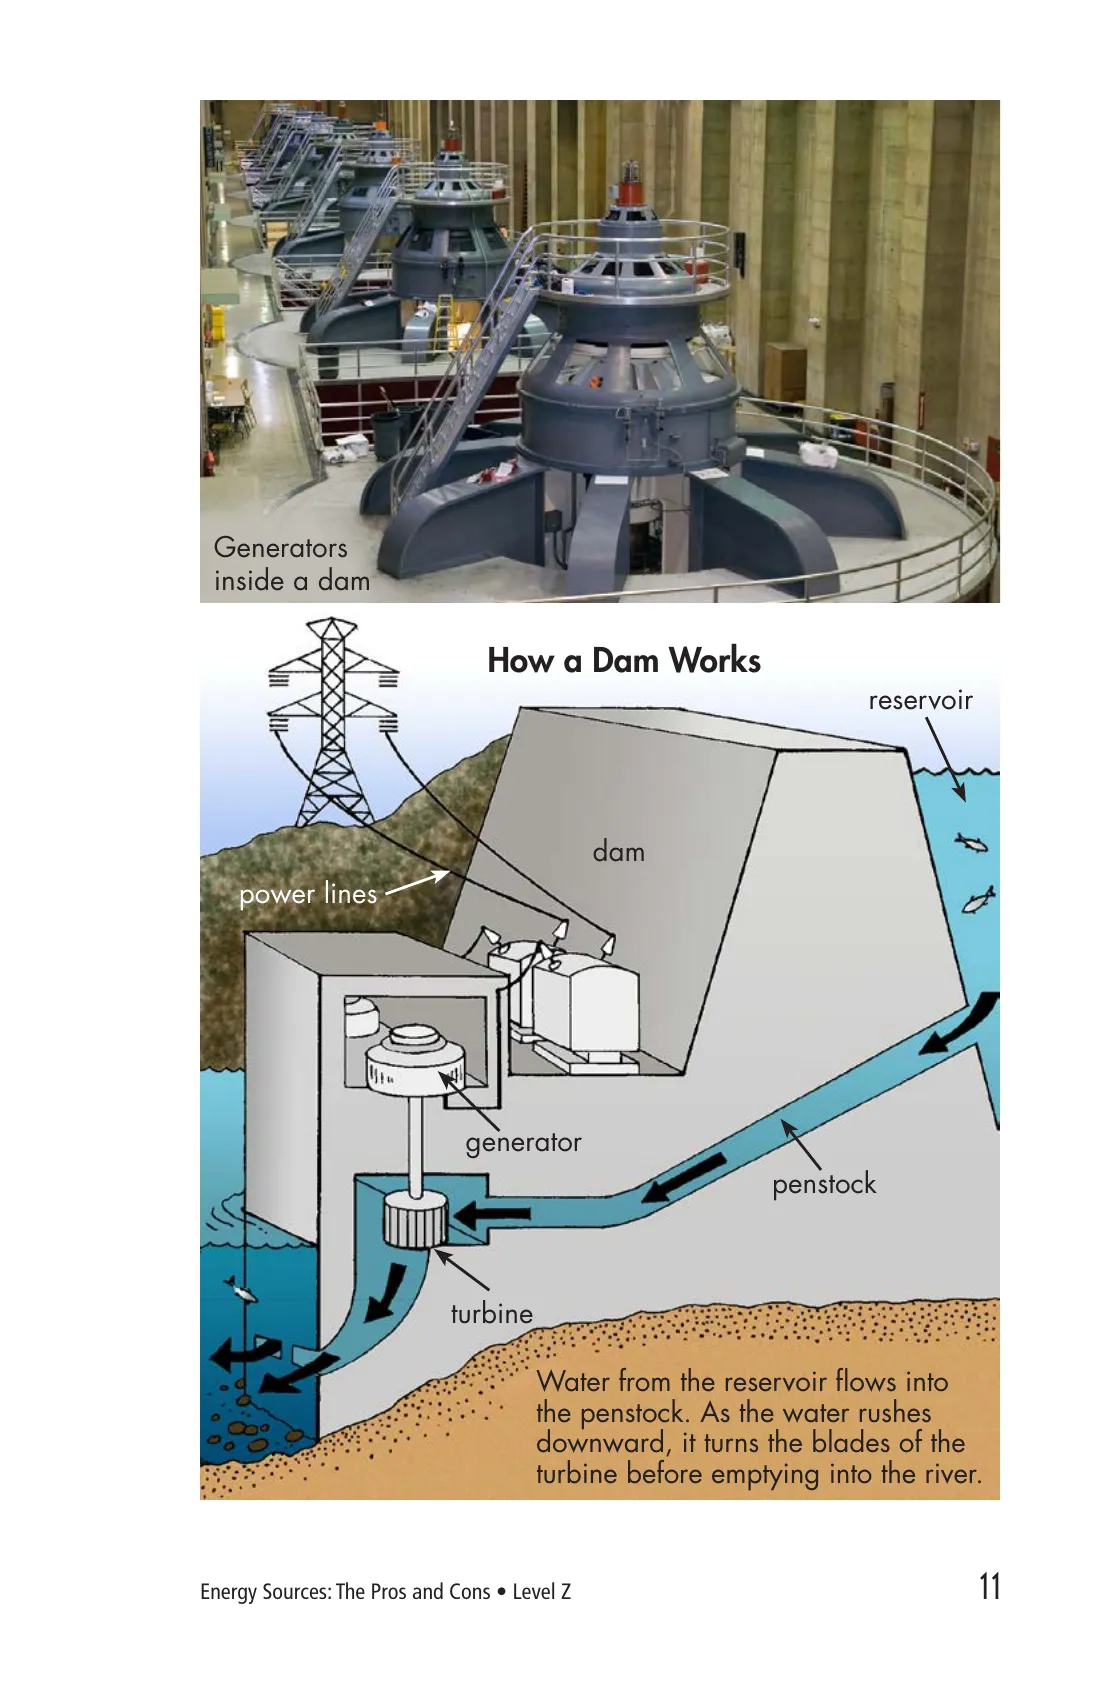 Generators
inside a dam
How a Dam Works
reservoir
dam
power lines
generator
penstock
turbine
Water from the reservoir flows into
the penstock. As the water rushes
downward, it turns the blades of the
turbine before emptying into the river.
Energy Sources: The Pros and Cons • Level Z
11